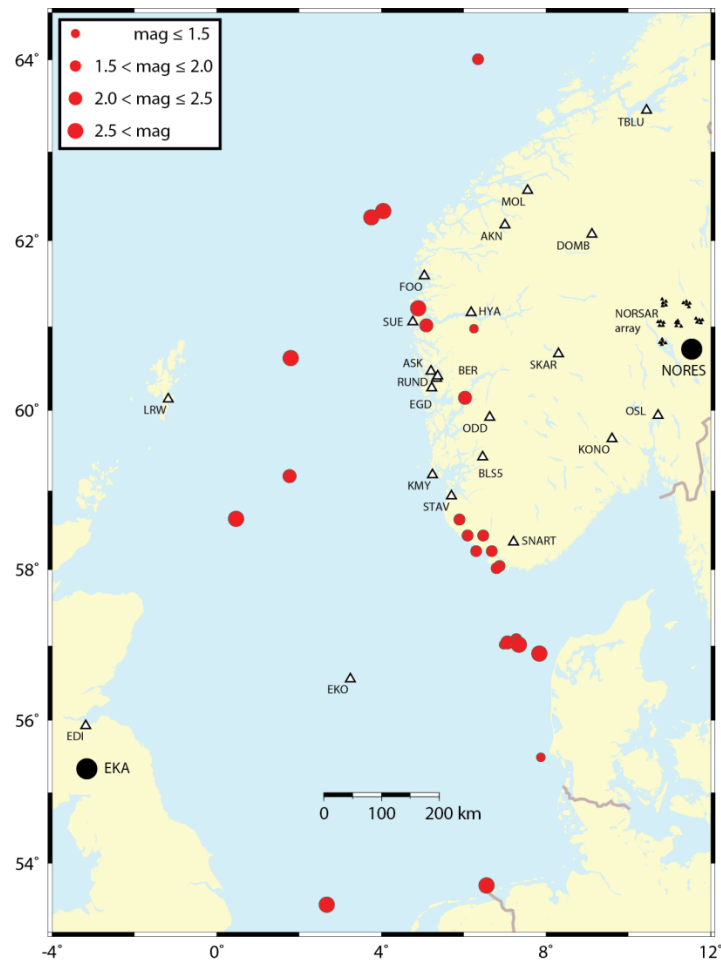 mag ≤ 1.5
1.5 < mag ≤ 2.0
2.0 < mag ≤ 2.5
2.5 < mag
64°
TBLU
MOL
AKN
62°
DOMB
FOO
HYA
NORSAR
array
SUE
SKAR
NORES
ASK
BER
RUND
EGD
60°
LRW
OSL
ODD
KONO
BLS5
KMY
STAV
SNART
58°
EKO
56°
EDI
EKA
0 100 200 km
54°
-4° 0° 4° 8° 12°